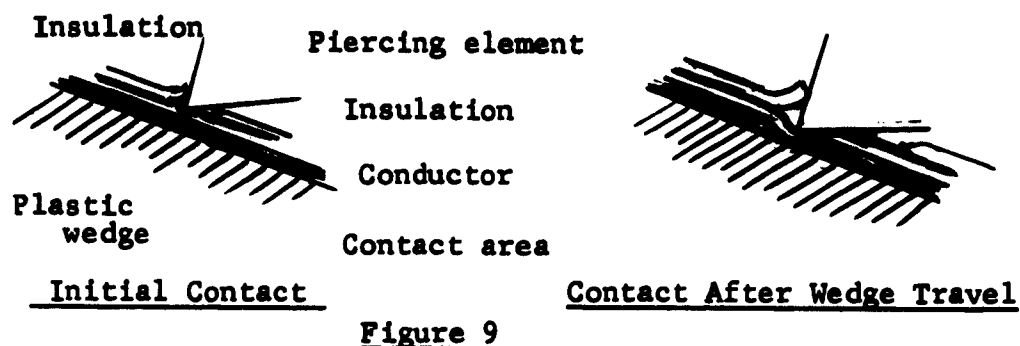 Insulation
Piercing element
Insulation
Conductor
Plastic
wedge
Contact area
Initial Contact
Contact After Wedge Travel
Figure 9